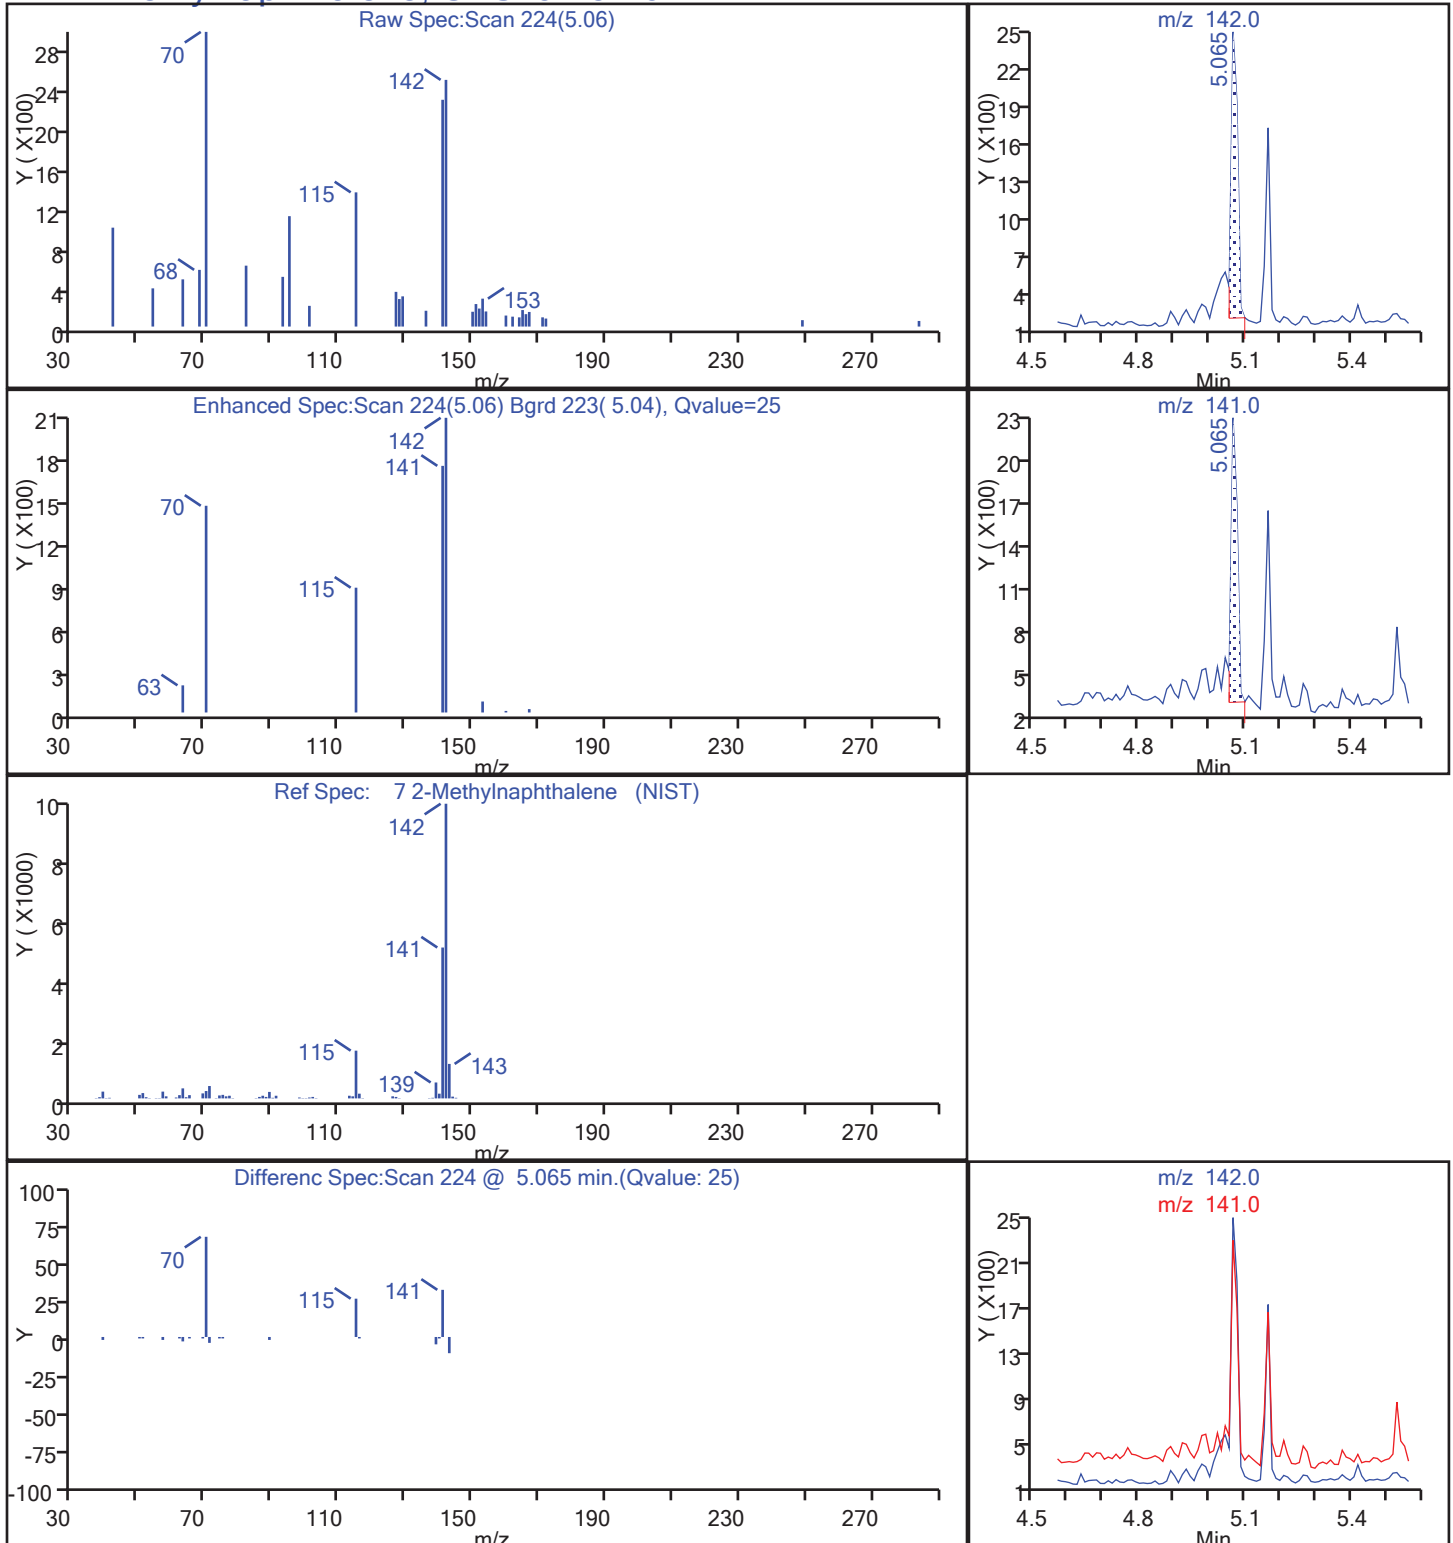 Raw Spec:Scan 224(5.06)
28
24
20
16
12
8
4
0
Y ( X100)
70
142
115
68
153
30 70 110 150 190 230 270
m/z
m/z 142.0
25
22
19
16
13
10
7
4
1
Y ( X100)
5.065
4.5 4.8 5.1 5.4
Min
Enhanced Spec:Scan 224(5.06) Bgrd 223( 5.04), Qvalue=25
21
18
15
12
9
6
3
0
Y ( X100)
142
141
70
115
63
30 70 110 150 190 230 270
m/z
m/z 141.0
23
20
17
14
11
8
5
2
Y ( X100)
5.065
4.5 4.8 5.1 5.4
Min
Ref Spec: 7 2-Methylnaphthalene (NIST)
10
8
6
4
2
0
Y ( X1000)
142
141
115
139
143
30 70 110 150 190 230 270
m/z
Differenc Spec:Scan 224 @ 5.065 min.(Qvalue: 25)
100
75
50
25
0
-25
-50
-75
-100
Y
70
115
141
30 70 110 150 190 230 270
m/z
m/z 142.0
m/z 141.0
25
21
17
13
9
5
1
Y ( X100)
4.5 4.8 5.1 5.4
Min